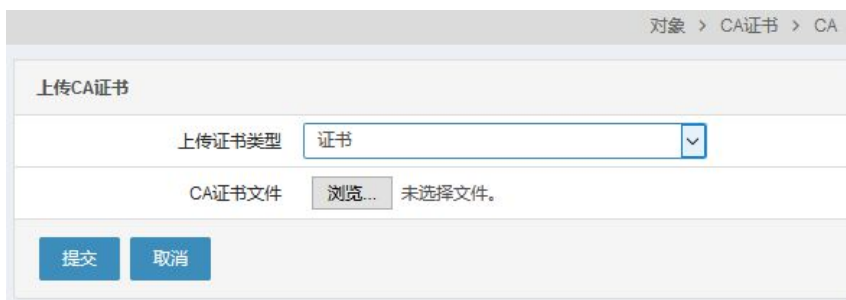 对象 > CA证书 > CA
上传CA证书
上传证书类型 证书
CA证书文件 浏览... 未选择文件。
提交 取消